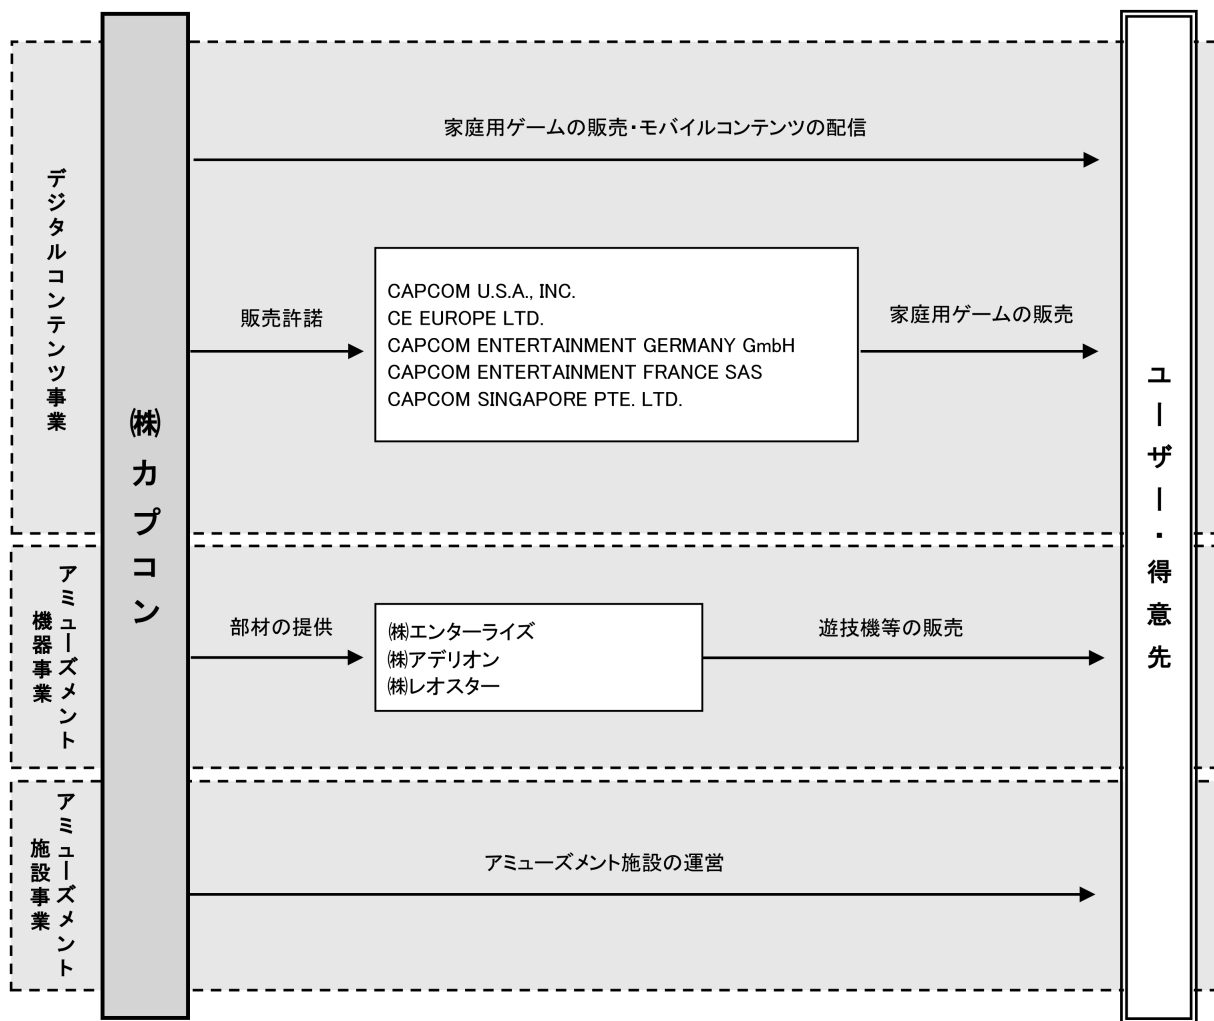 デジタルコンテンツ事業
㈱カプコン
家庭用ゲームの販売・モバイルコンテンツの配信
販売許諾
CAPCOM U.S.A., INC.
CE EUROPE LTD.
CAPCOM ENTERTAINMENT GERMANY GmbH
CAPCOM ENTERTAINMENT FRANCE SAS
CAPCOM SINGAPORE PTE. LTD.
家庭用ゲームの販売
ユーザー・得意先
アミューズメント
機器事業
部材の提供
㈱エンターライズ
㈱アデリオン
㈱レオスター
遊技機等の販売
アミューズメント
施設事業
アミューズメント施設の運営